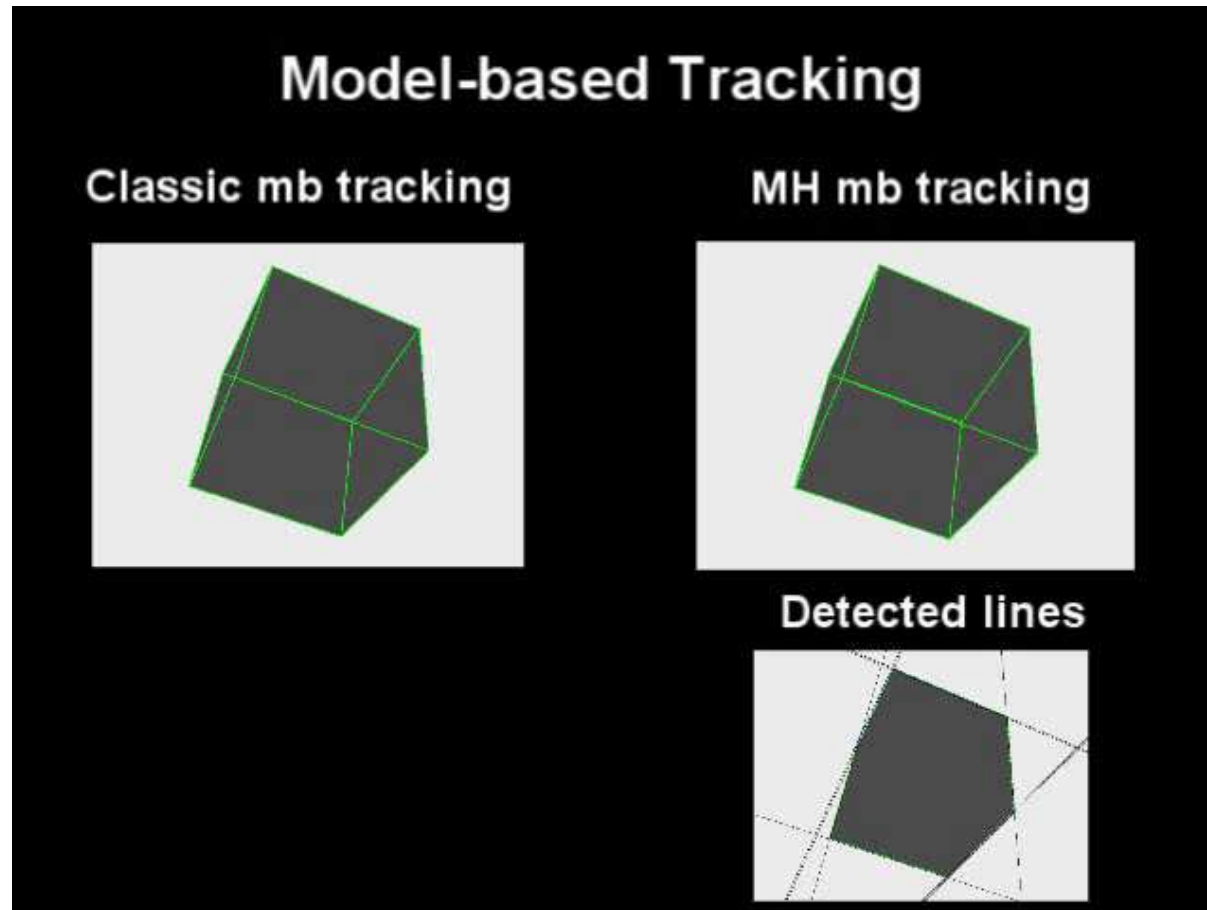 Model-based Tracking
Classic mb tracking
MH mb tracking
Detected lines